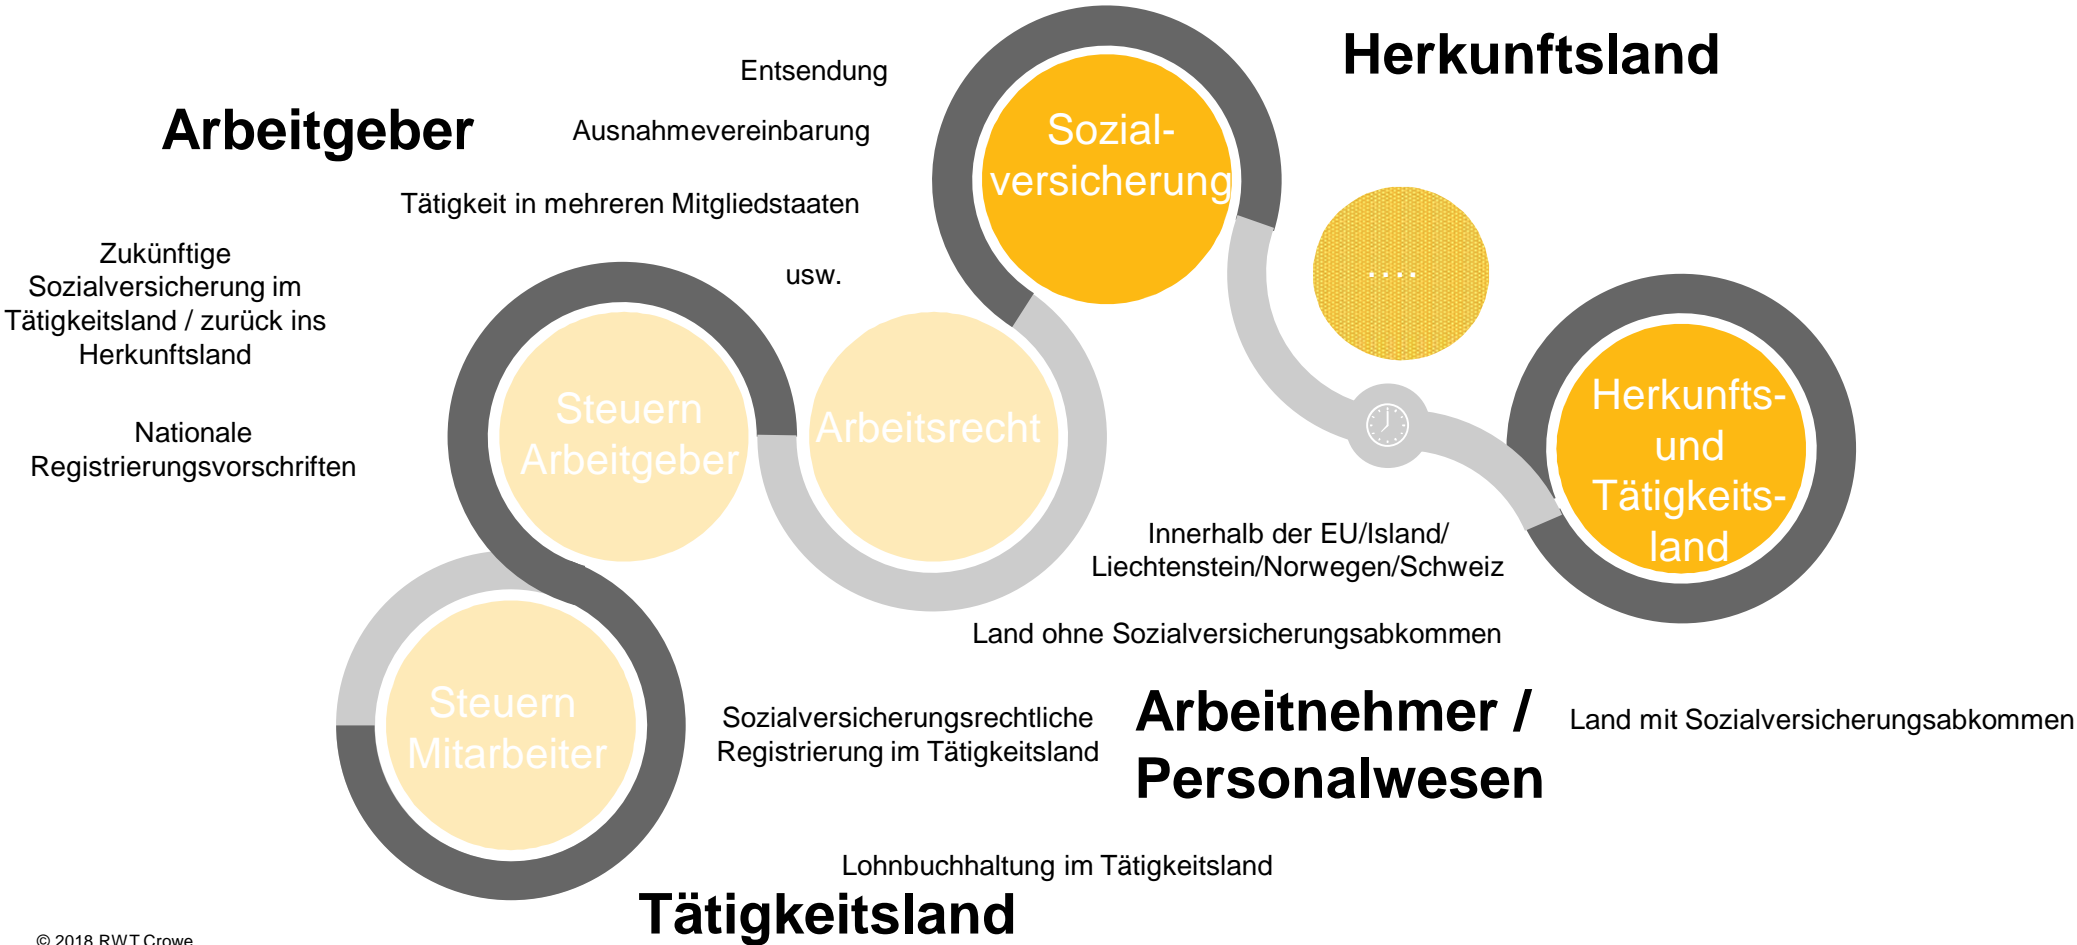 Herkunftsland
Entsendung
Arbeitgeber
Ausnahmevereinbarung
Sozial-
versicherung
Tätigkeit in mehreren Mitgliedstaaten
Zukünftige
Sozialversicherung im
Tätigkeitsland / zurück ins
Herkunftsland
usw.
....
Steuern
Arbeitgeber
Arbeitsrecht
Herkunfts-
und
Tätigkeits-
land
Nationale
Registrierungsvorschriften
Innerhalb der EU/Island/
Liechtenstein/Norwegen/Schweiz
Land ohne Sozialversicherungsabkommen
Steuern
Mitarbeiter
Sozialversicherungsrechtliche
Registrierung im Tätigkeitsland
Arbeitnehmer /
Personalwesen
Land mit Sozialversicherungsabkommen
Lohnbuchhaltung im Tätigkeitsland
Tätigkeitsland
© 2018 RWT Crowe